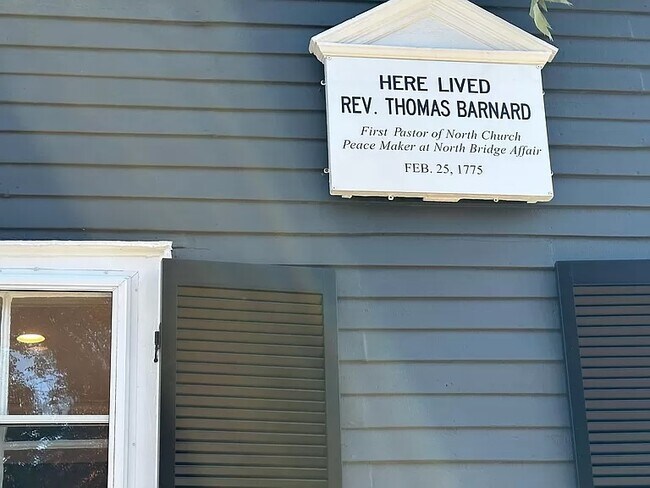 HERE LIVED
REV. THOMAS BARNARD
First Pastor of North Church
Peace Maker at North Bridge Affair
FEB. 25, 1775